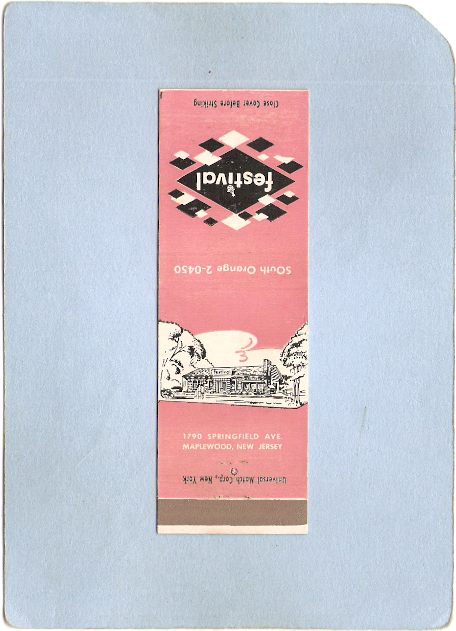 Close Cover Before Striking
festival
SOuth Orange 2-0450
1790 SPRINGFIELD AVE.
MAPLEWOOD, NEW JERSEY
Universal Match Corp., New York